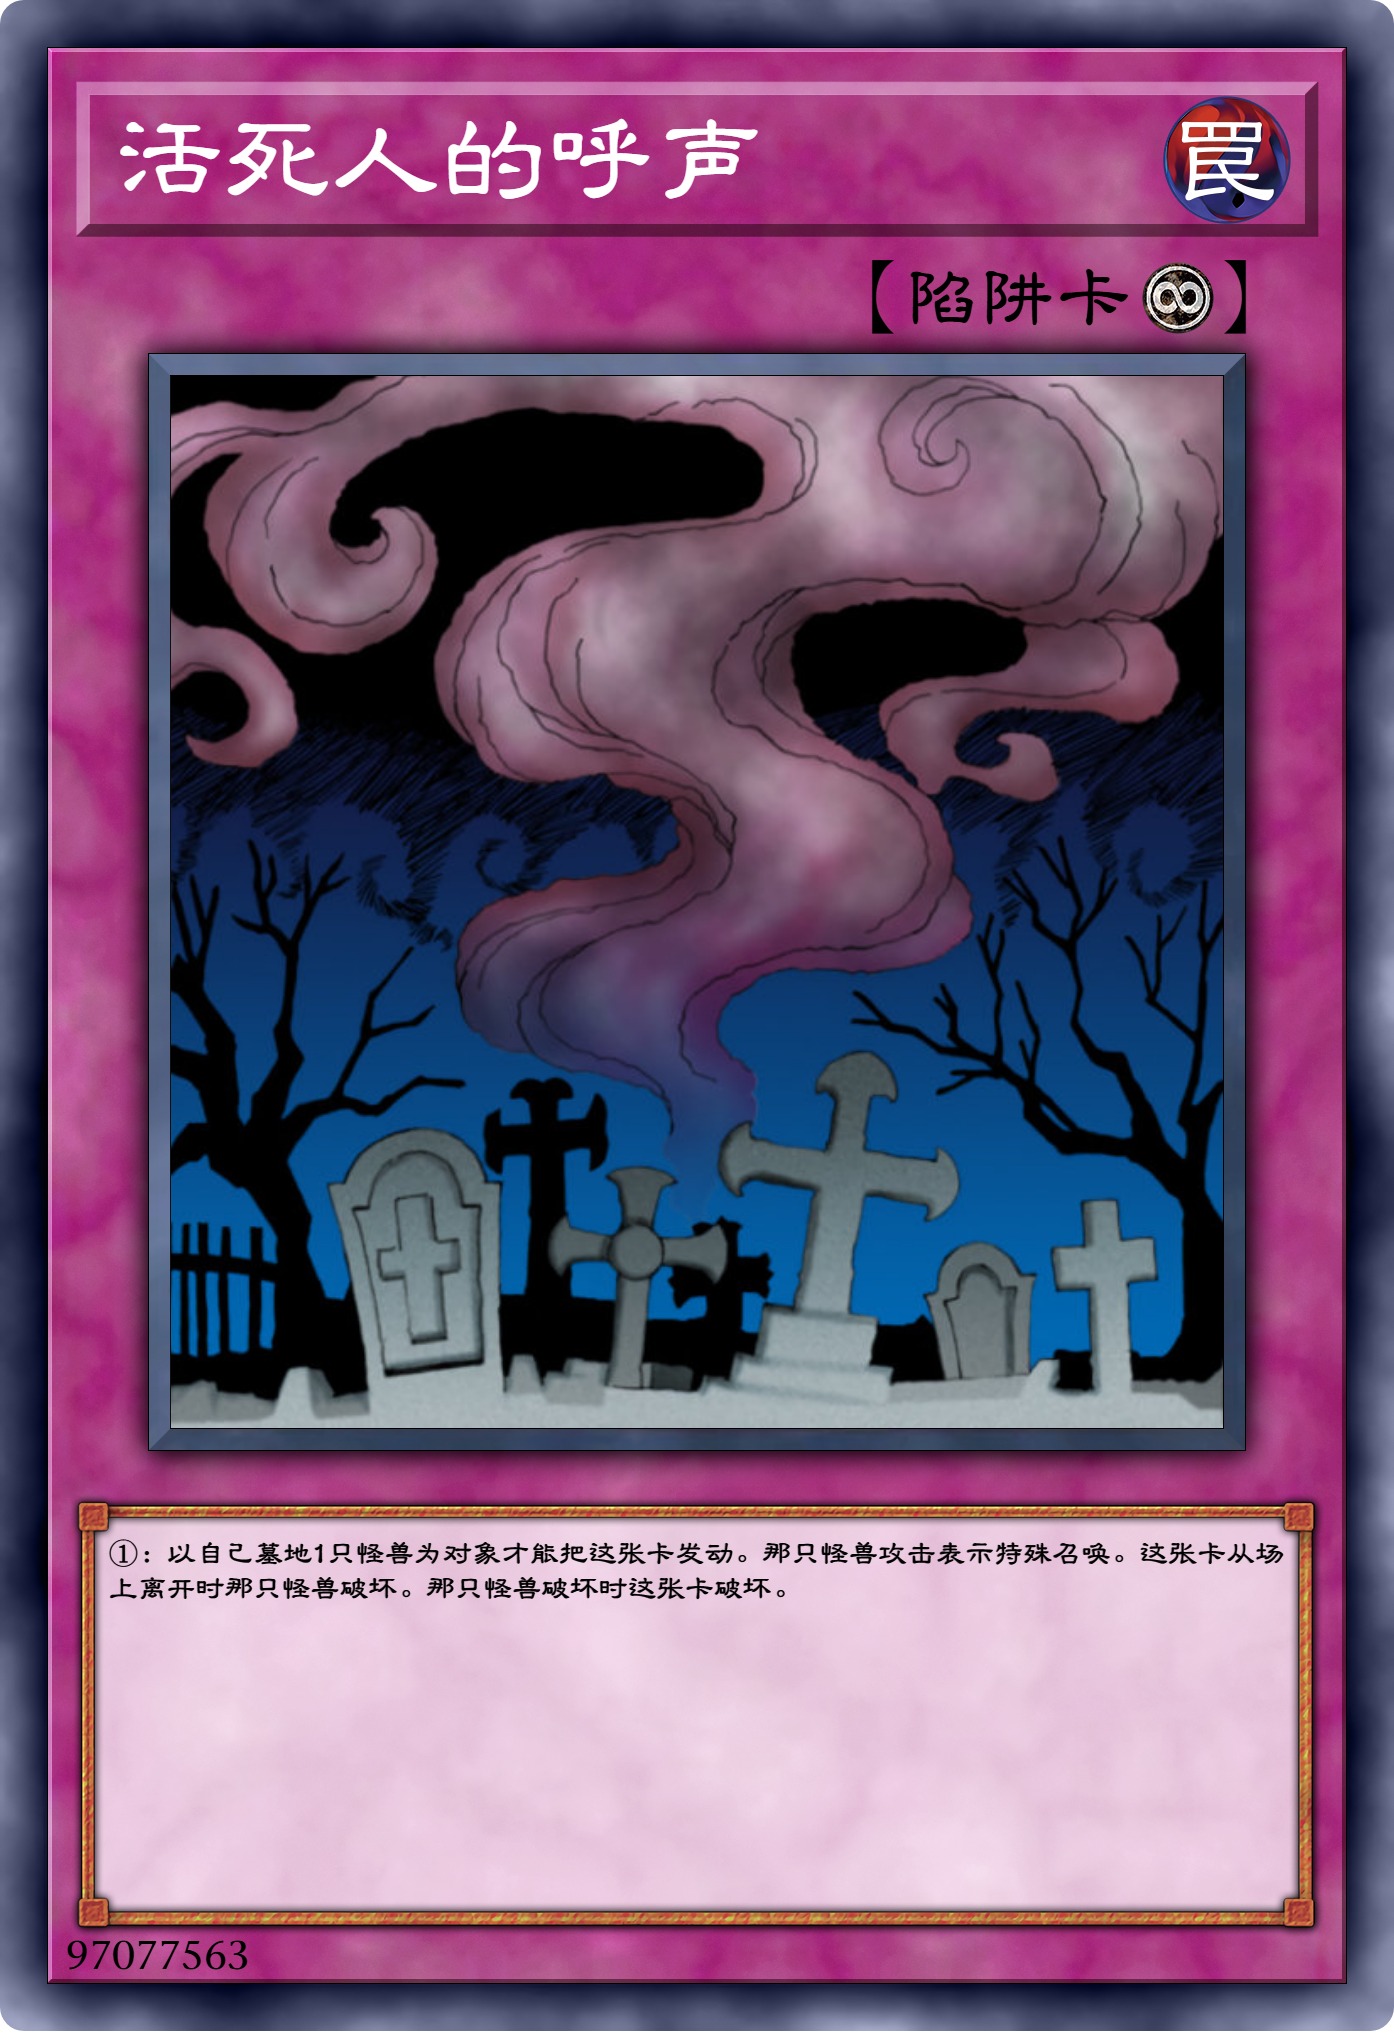 活死人的呼声
罠
【陷阱卡】
①：以自己墓地1只怪兽为对象才能把这张卡发动。那只怪兽攻击表示特殊召唤。这张卡从场
上离开时那只怪兽破坏。那只怪兽破坏时这张卡破坏。
97077563